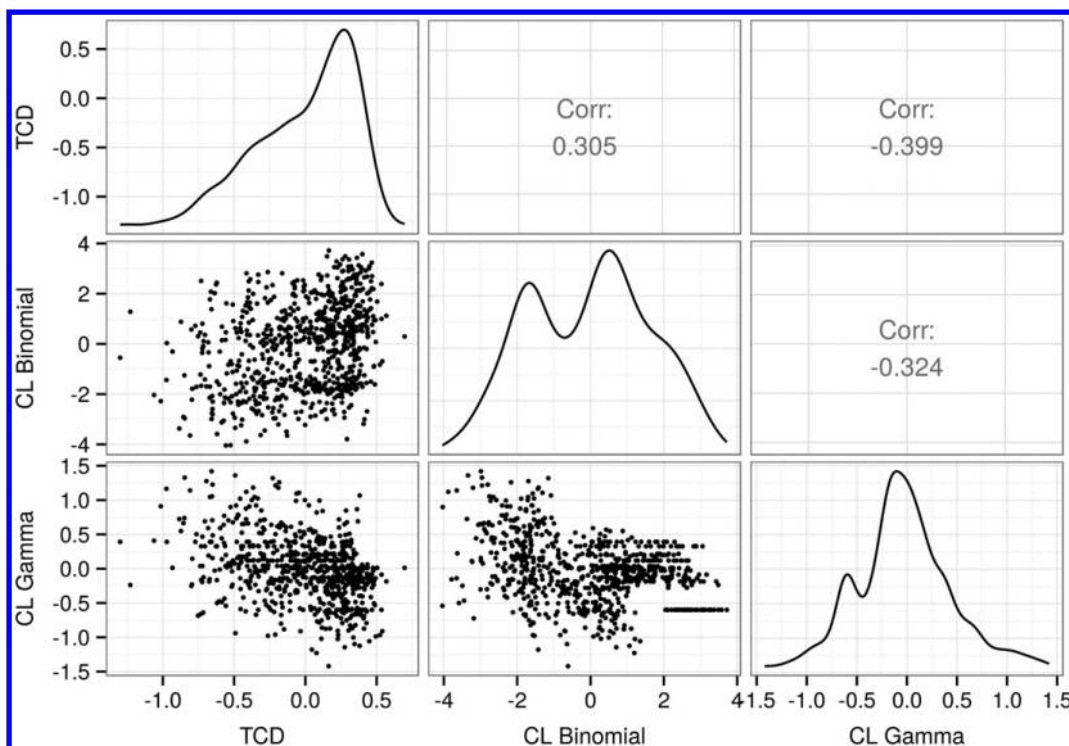 TCD
0.5
0.0
-0.5
-1.0
Corr:
0.305
Corr:
-0.399
CL Binomial
4
2
0
-2
-4
Corr:
-0.324
CL Gamma
1.5
1.0
0.5
0.0
-0.5
-1.0
-1.5
-1.0 -0.5 0.0 0.5
-4 -2 0 2 4
-1.5 -1.0 -0.5 0.0 0.5 1.0 1.5
TCD CL Binomial CL Gamma